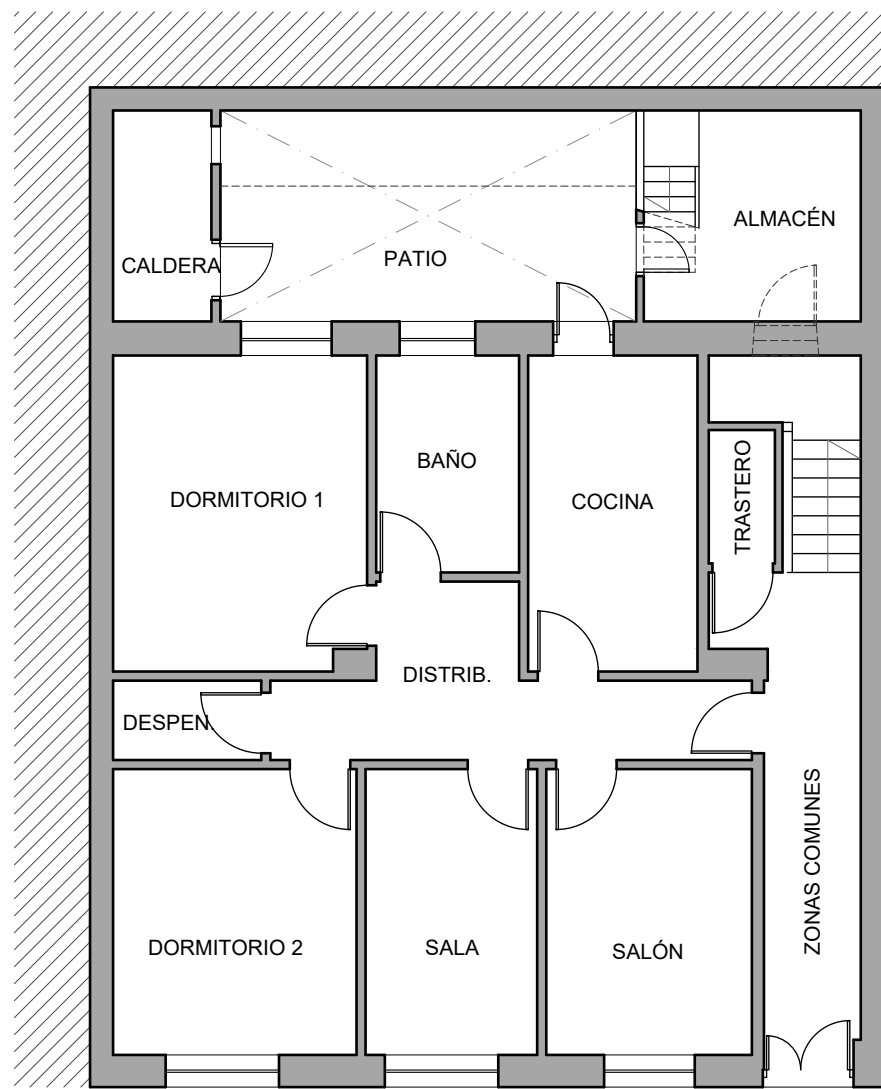 ALMACÉN
CALDERA
PATIO
BAÑO
DORMITORIO 1
COCINA
TRASTERO
DISTRIB.
DESPEN.
ZONAS COMUNES
DORMITORIO 2
SALA
SALÓN